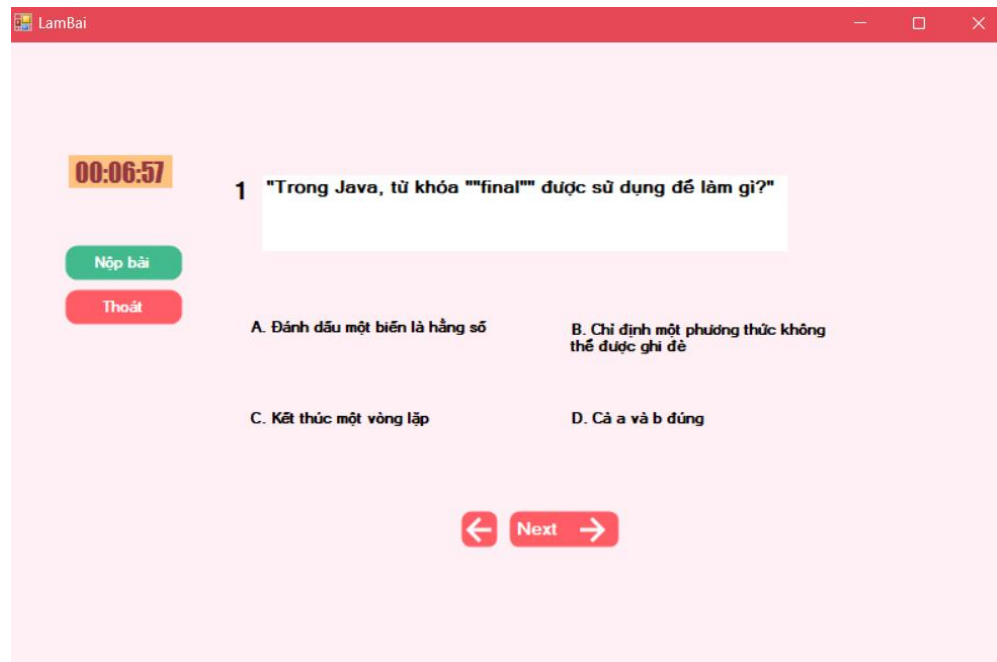 LamBai
00:06:57
1 "Trong Java, từ khóa ""final"" được sử dụng để làm gì?"
Nộp bài
Thoát
A. Đánh dấu một biến là hằng số
B. Chỉ định một phương thức không
thể được ghi đè
C. Kết thúc một vòng lặp
D. Cả a và b đúng
Next